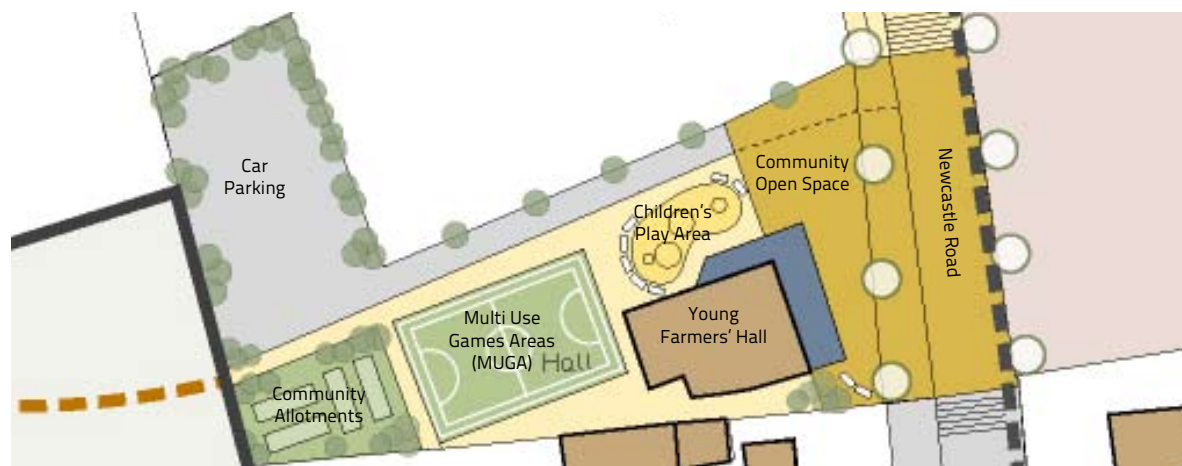 Car
Parking
Community
Open Space
Newcastle Road
Children's
Play Area
Multi Use
Games Areas
(MUGA)
Hall
Young
Farmers' Hall
Community
Allotments